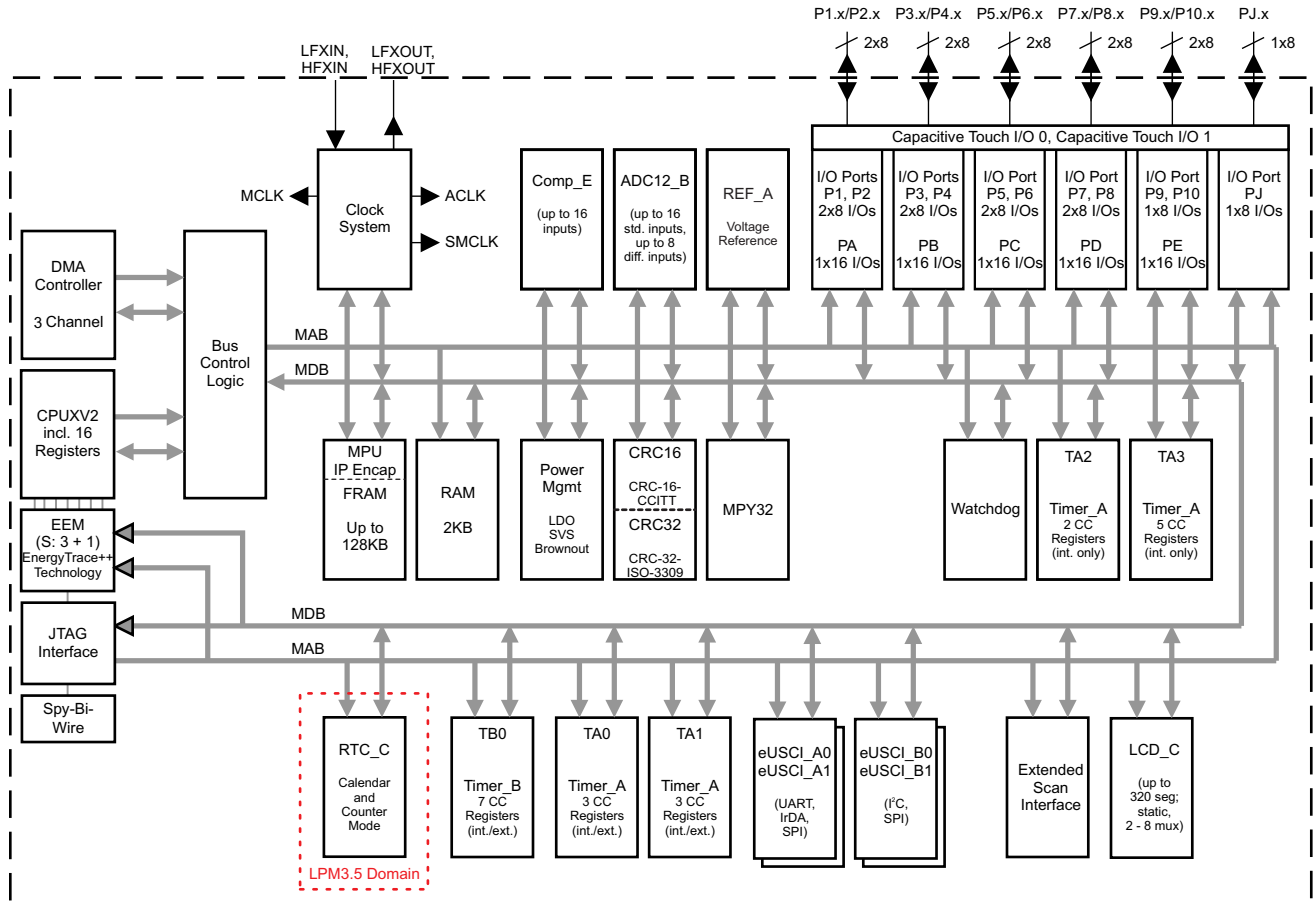 P1.x/P2.x P3.x/P4.x P5.x/P6.x P7.x/P8.x P9.x/P10.x PJ.x
2x8 2x8 2x8 2x8 2x8 1x8
LFXIN,
HFXIN
LFXOUT,
HFXOUT
Capacitive Touch I/O 0, Capacitive Touch I/O 1
MCLK
Clock
System
ACLK
SMCLK
Comp_E
(up to 16
inputs)
ADC12_B
(up to 16
std. inputs,
up to 8
diff. inputs)
REF_A
Voltage
Reference
I/O Ports
P1, P2
2x8 I/Os
PA
1x16 I/Os
I/O Ports
P3, P4
2x8 I/Os
PB
1x16 I/Os
I/O Port
P5, P6
2x8 I/Os
PC
1x16 I/Os
I/O Port
P7, P8
2x8 I/Os
PD
1x16 I/Os
I/O Port
P9, P10
1x8 I/Os
PE
1x16 I/Os
I/O Port
PJ
1x8 I/Os
DMA
Controller
3 Channel
Bus
Control
Logic
MAB
MDB
CPUXV2
incl. 16
Registers
MPU
IP Encap
FRAM
Up to
128KB
RAM
2KB
Power
Mgmt
LDO
SVS
Brownout
CRC16
CRC-16-
CCITT
CRC32
CRC-32-
ISO-3309
MPY32
Watchdog
TA2
Timer_A
2 CC
Registers
(int. only)
TA3
Timer_A
5 CC
Registers
(int. only)
EEM
(S: 3 + 1)
EnergyTrace++
Technology
MDB
JTAG
Interface
MAB
Spy-Bi-
Wire
RTC_C
Calendar
and
Counter
Mode
LPM3.5 Domain
TB0
Timer_B
7 CC
Registers
(int./ext.)
TA0
Timer_A
3 CC
Registers
(int./ext.)
TA1
Timer_A
3 CC
Registers
(int./ext.)
eUSCI_A0
eUSCI_A1
(UART,
IrDA,
SPI)
eUSCI_B0
eUSCI_B1
(I²C,
SPI)
Extended
Scan
Interface
LCD_C
(up to
320 seg;
static,
2 - 8 mux)